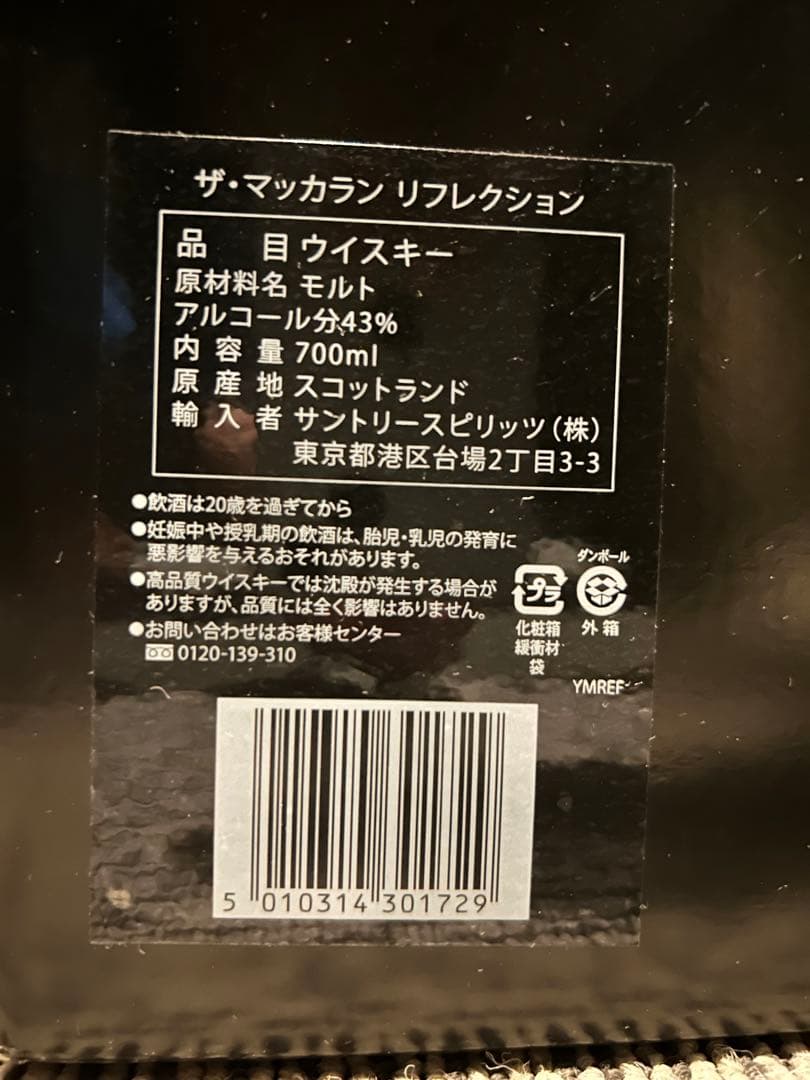 ザ・マッカラン リフレクション
品目 ウイスキー
原材料名 モルト
アルコール分43%
内容量 700ml
原産地 スコットランド
輸入者 サントリースピリッツ(株)
東京都港区台場2丁目3-3
●飲酒は20歳を過ぎてから
●妊娠中や授乳期の飲酒は、胎児・乳児の発育に
悪影響を与えるおそれがあります。
●高品質ウイスキーでは沈殿が発生する場合が
ありますが、品質には全く影響はありません。
●お問い合わせはお客様センター
0120-139-310
プラ
化粧箱
緩衝材
袋
ダンボール
外箱
YMREF-
5 010314 301729